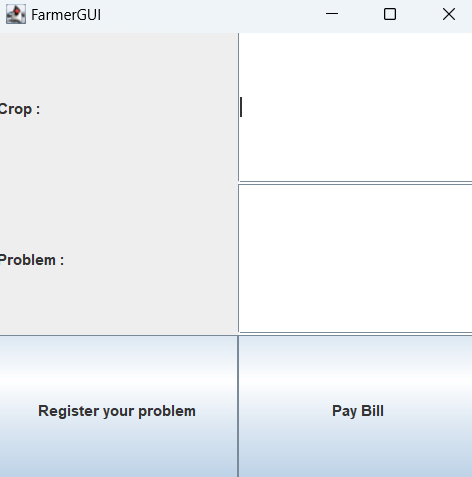 FarmerGUI
Crop :
Problem :
Register your problem
Pay Bill